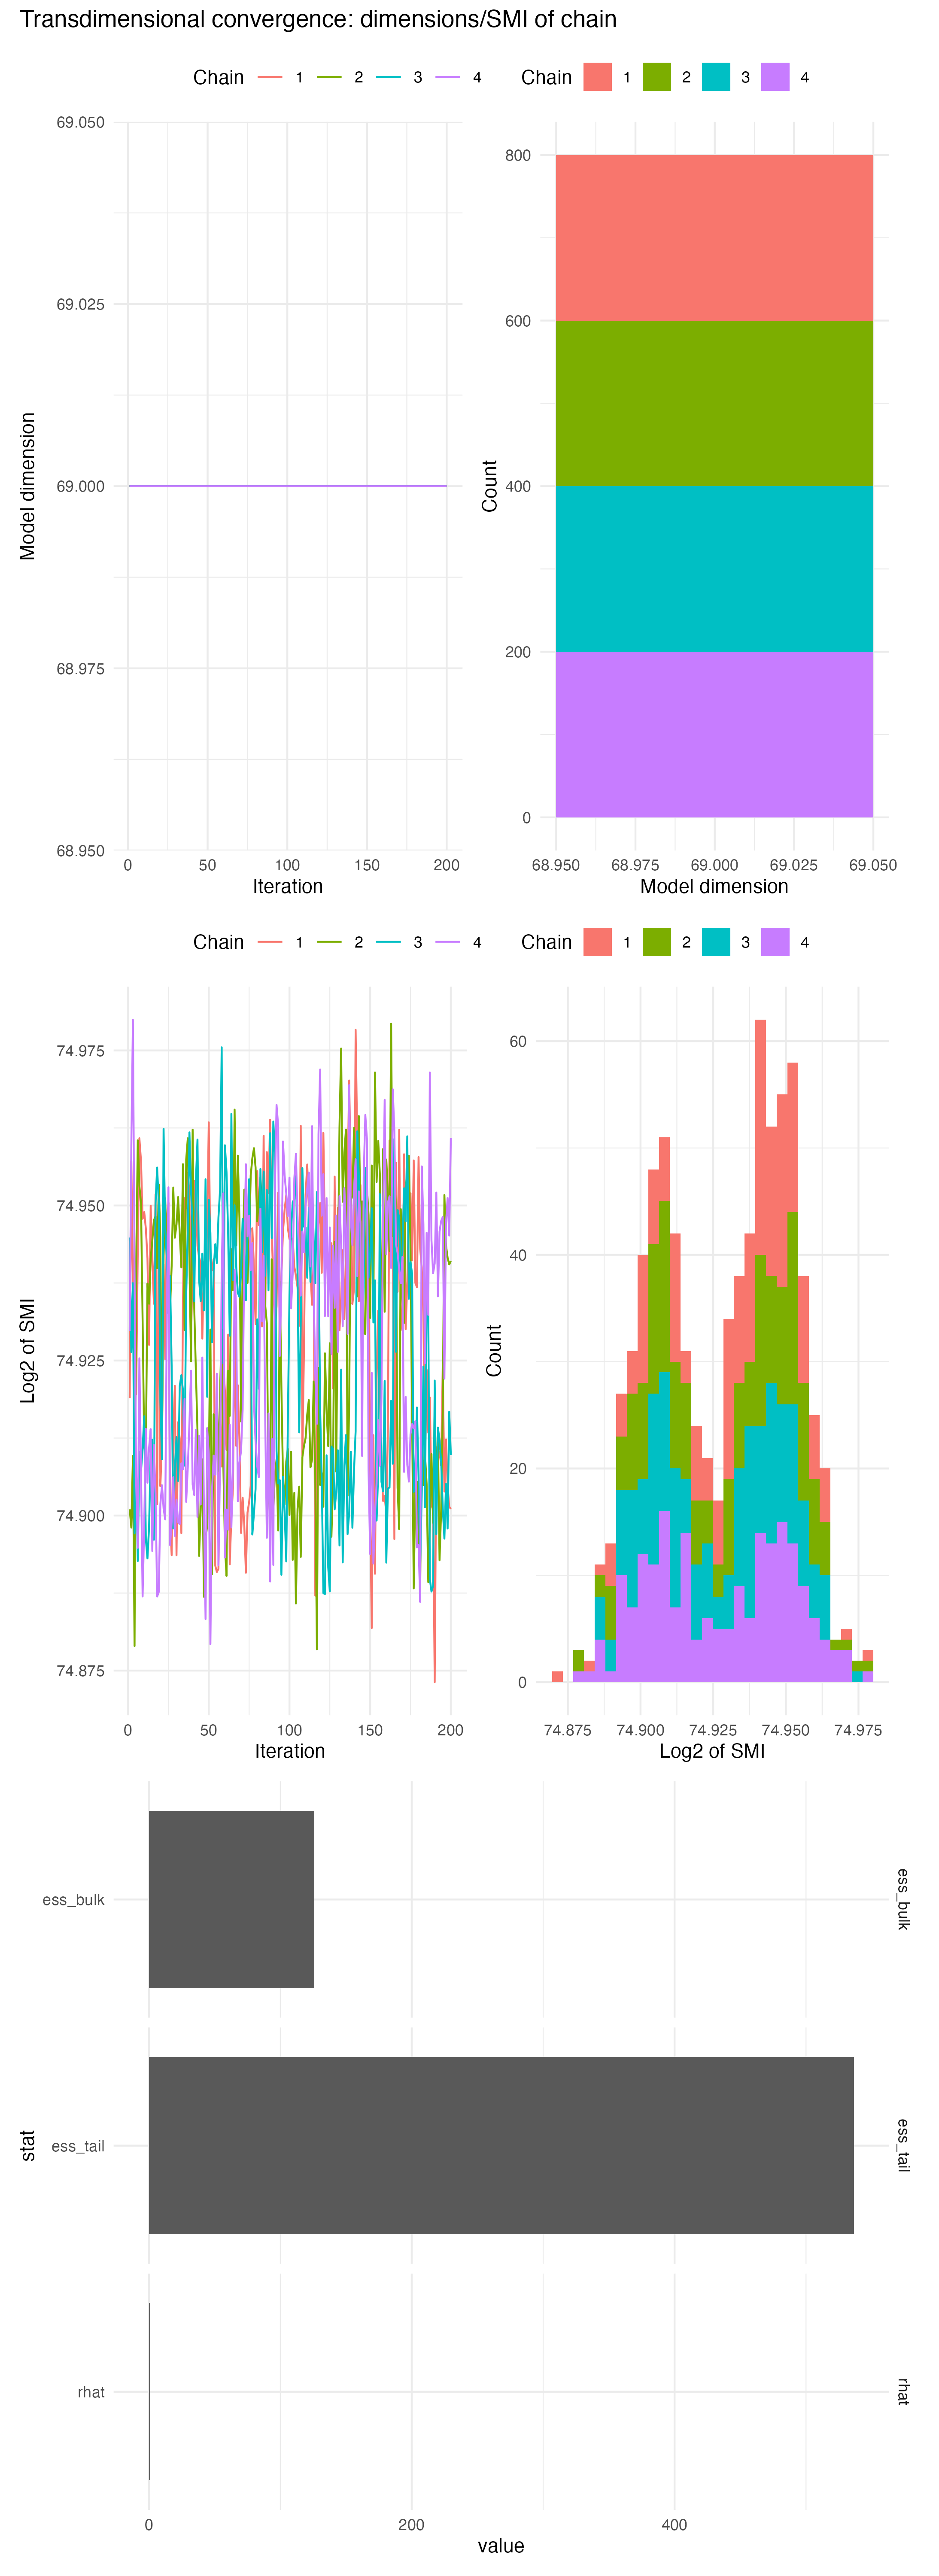 Transdimensional convergence: dimensions/SMI of chain
Chain 1 2 3 4
Chain 1 2 3 4
69.050
69.025
69.000
68.975
68.950
Model dimension
0 50 100 150 200
Iteration
800
600
400
200
0
Count
68.950 68.975 69.000 69.025 69.050
Model dimension
Chain 1 2 3 4
Chain 1 2 3 4
74.975
74.950
74.925
74.900
74.875
Log2 of SMI
0 50 100 150 200
Iteration
60
40
20
0
Count
74.875 74.900 74.925 74.950 74.975
Log2 of SMI
ess_bulk
ess_bulk
stat
ess_tail
ess_tail
rhat
rhat
0 200 400
value